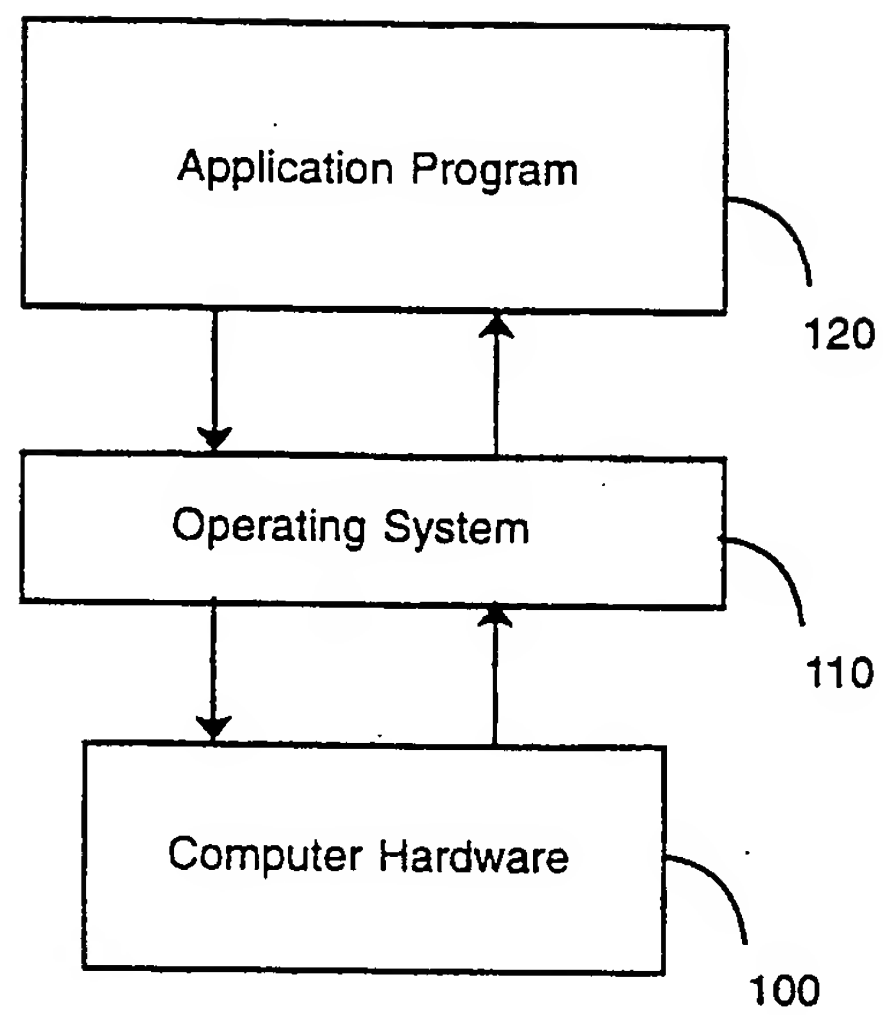 Application Program
120
Operating System
110
Computer Hardware
100